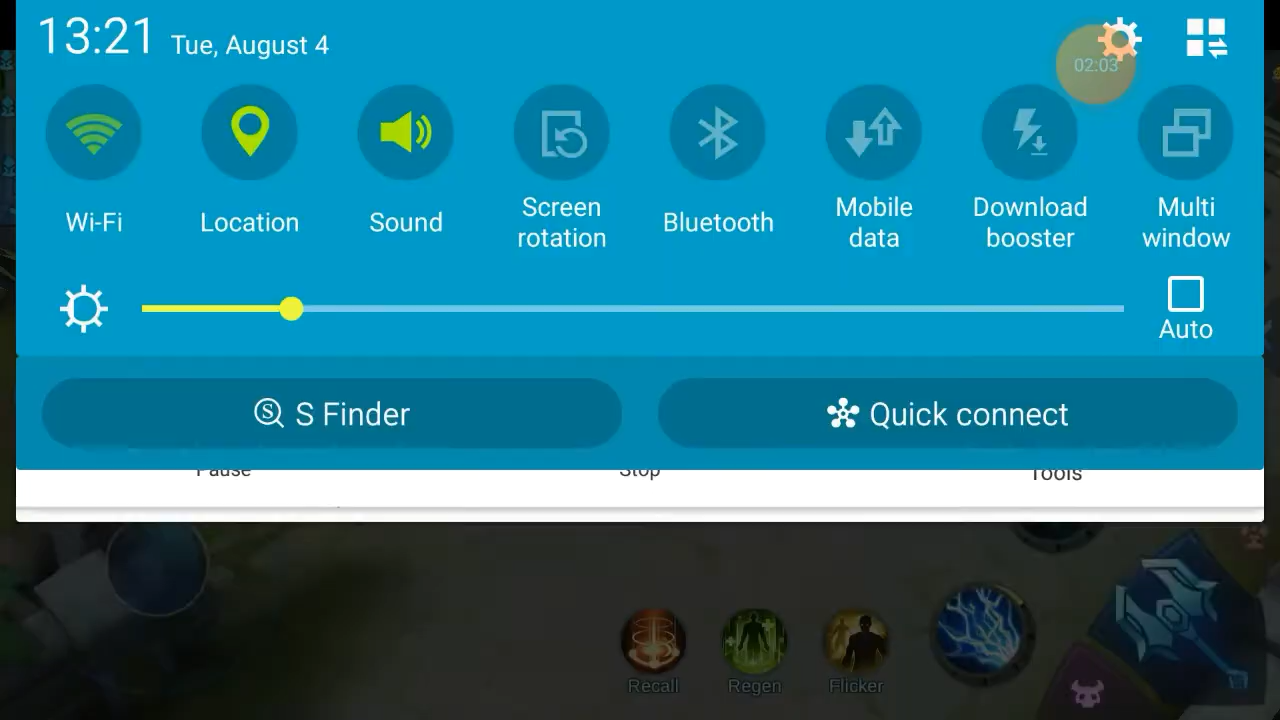 13:21 Tue, August 4
02:03
Wi-Fi
Location
Sound
Screen
rotation
Bluetooth
Mobile
data
Download
booster
Multi
window
Auto
S Finder
Quick connect
Pause
Stop
Tools
Recall
Regen
Flicker